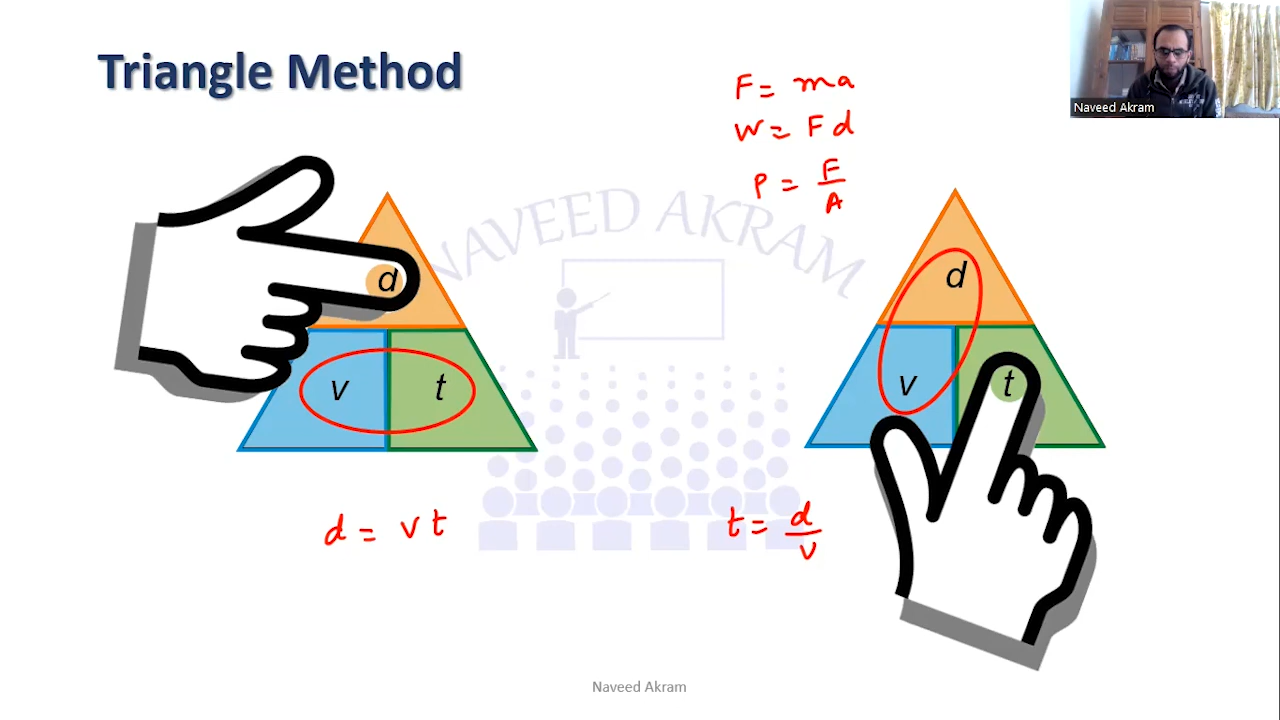 Triangle Method
F = ma
W = Fd
P = F/A
Naveed Akram
NAVEED AKRAM
d
v t
d
v t
d = vt
t = d/v
Naveed Akram